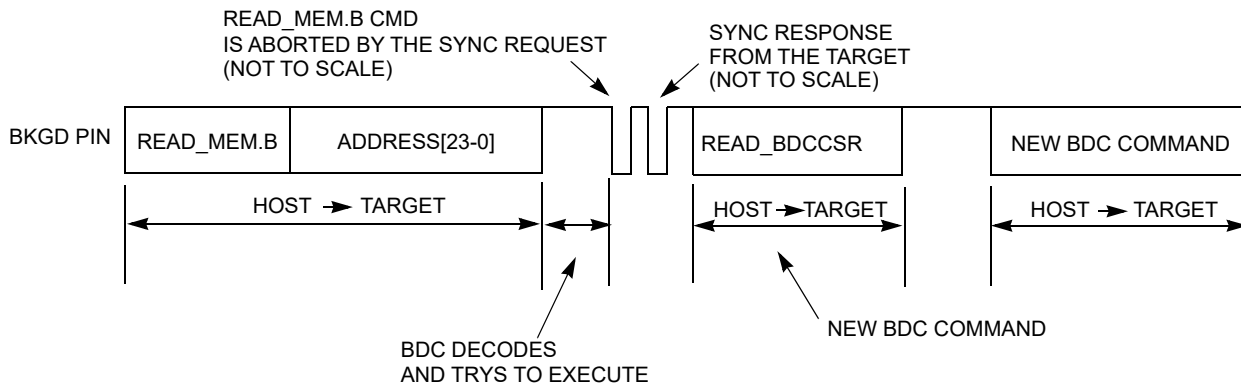 READ_MEM.B CMD
IS ABORTED BY THE SYNC REQUEST
(NOT TO SCALE)
SYNC RESPONSE
FROM THE TARGET
(NOT TO SCALE)
BKGD PIN
READ_MEM.B
ADDRESS[23-0]
READ_BDCCSR
NEW BDC COMMAND
HOST TARGET
HOST TARGET
HOST TARGET
BDC DECODES
AND TRYS TO EXECUTE
NEW BDC COMMAND